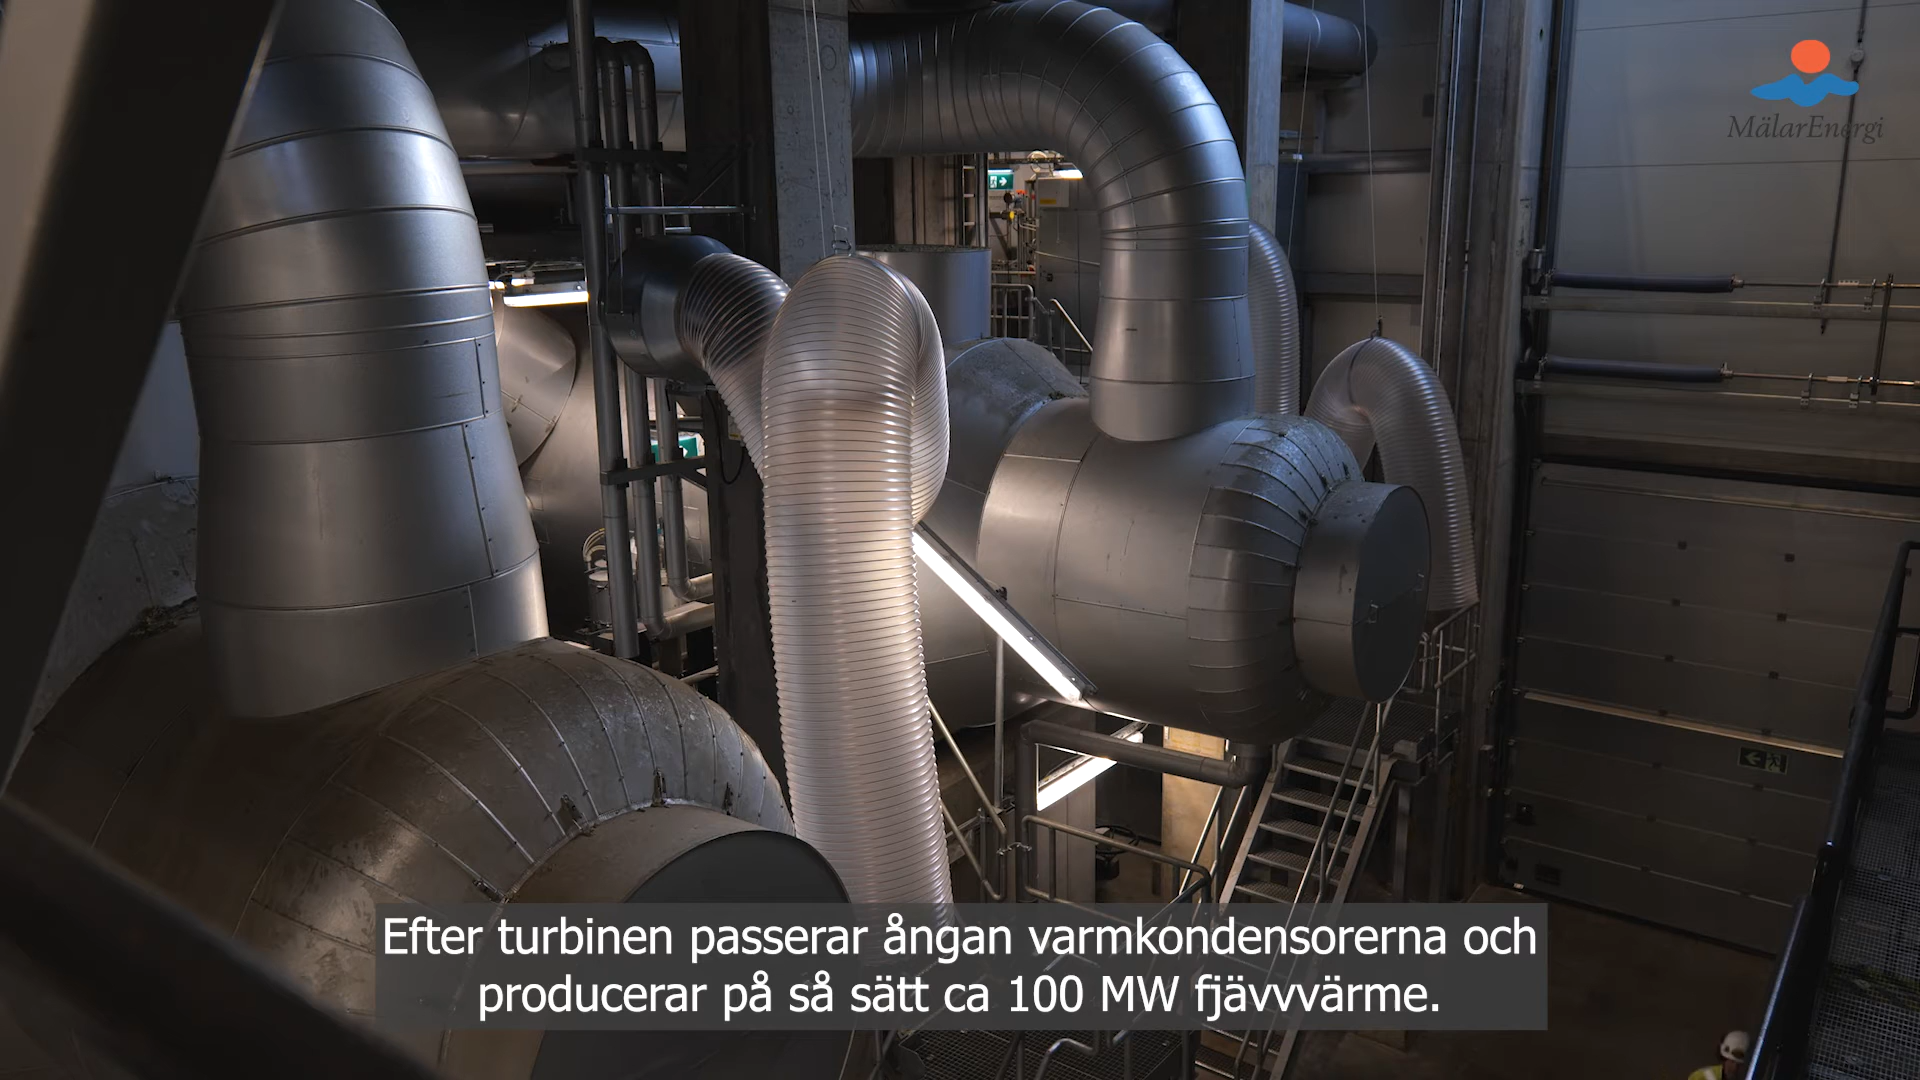 MälarEnergi
Efter turbinen passerar ångan varmkondensorerna och
producerar på så sätt ca 100 MW fjävvvärme.